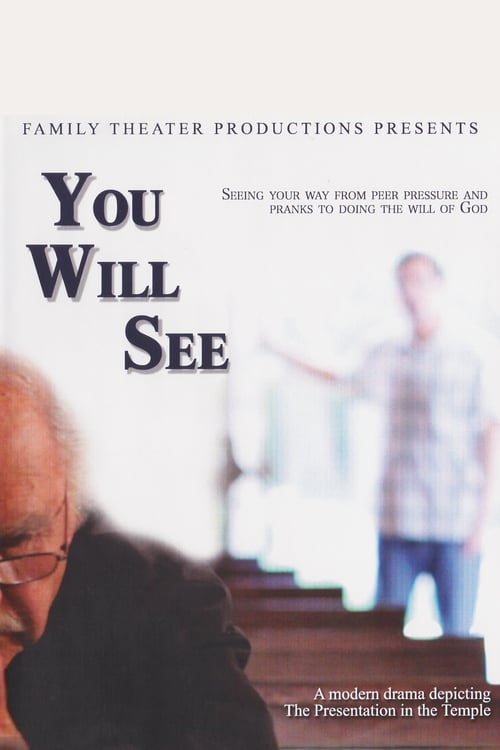 FAMILY THEATER PRODUCTIONS PRESENTS
YOU
WILL
SEE
SEEING YOUR WAY FROM PEER PRESSURE AND
PRANKS TO DOING THE WILL OF GOD
A modern drama depicting
The Presentation in the Temple